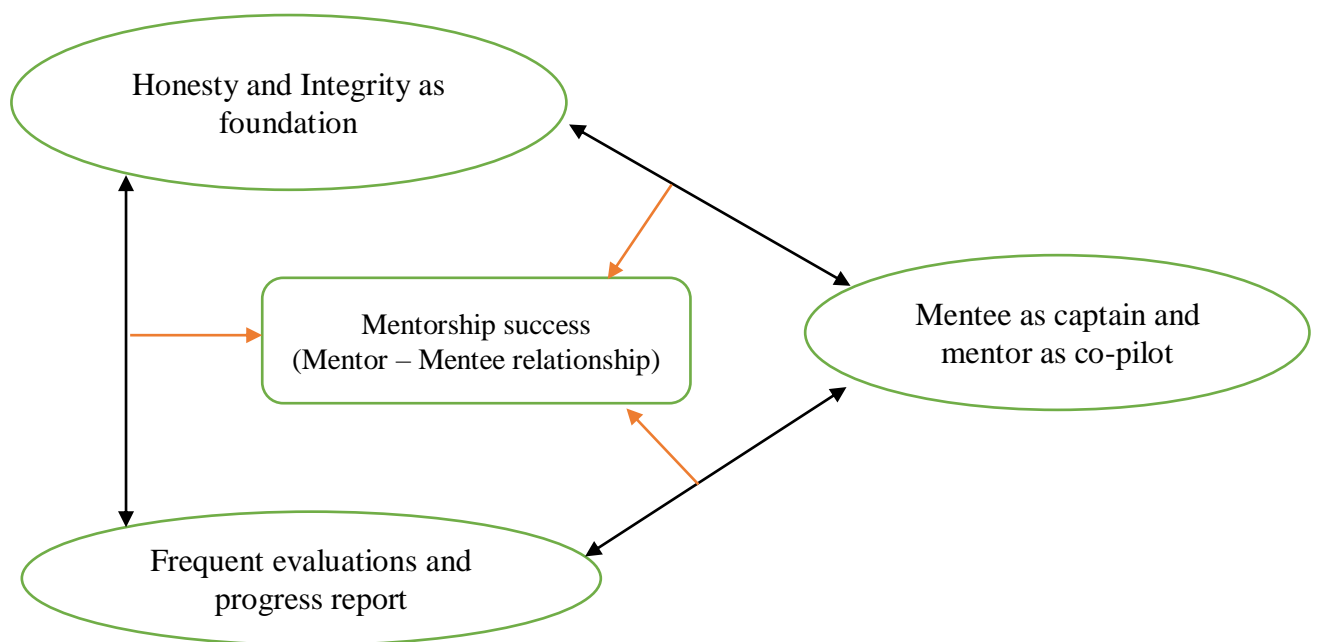 Honesty and Integrity as
foundation
Mentorship success
(Mentor – Mentee relationship)
Mentee as captain and
mentor as co-pilot
Frequent evaluations and
progress report